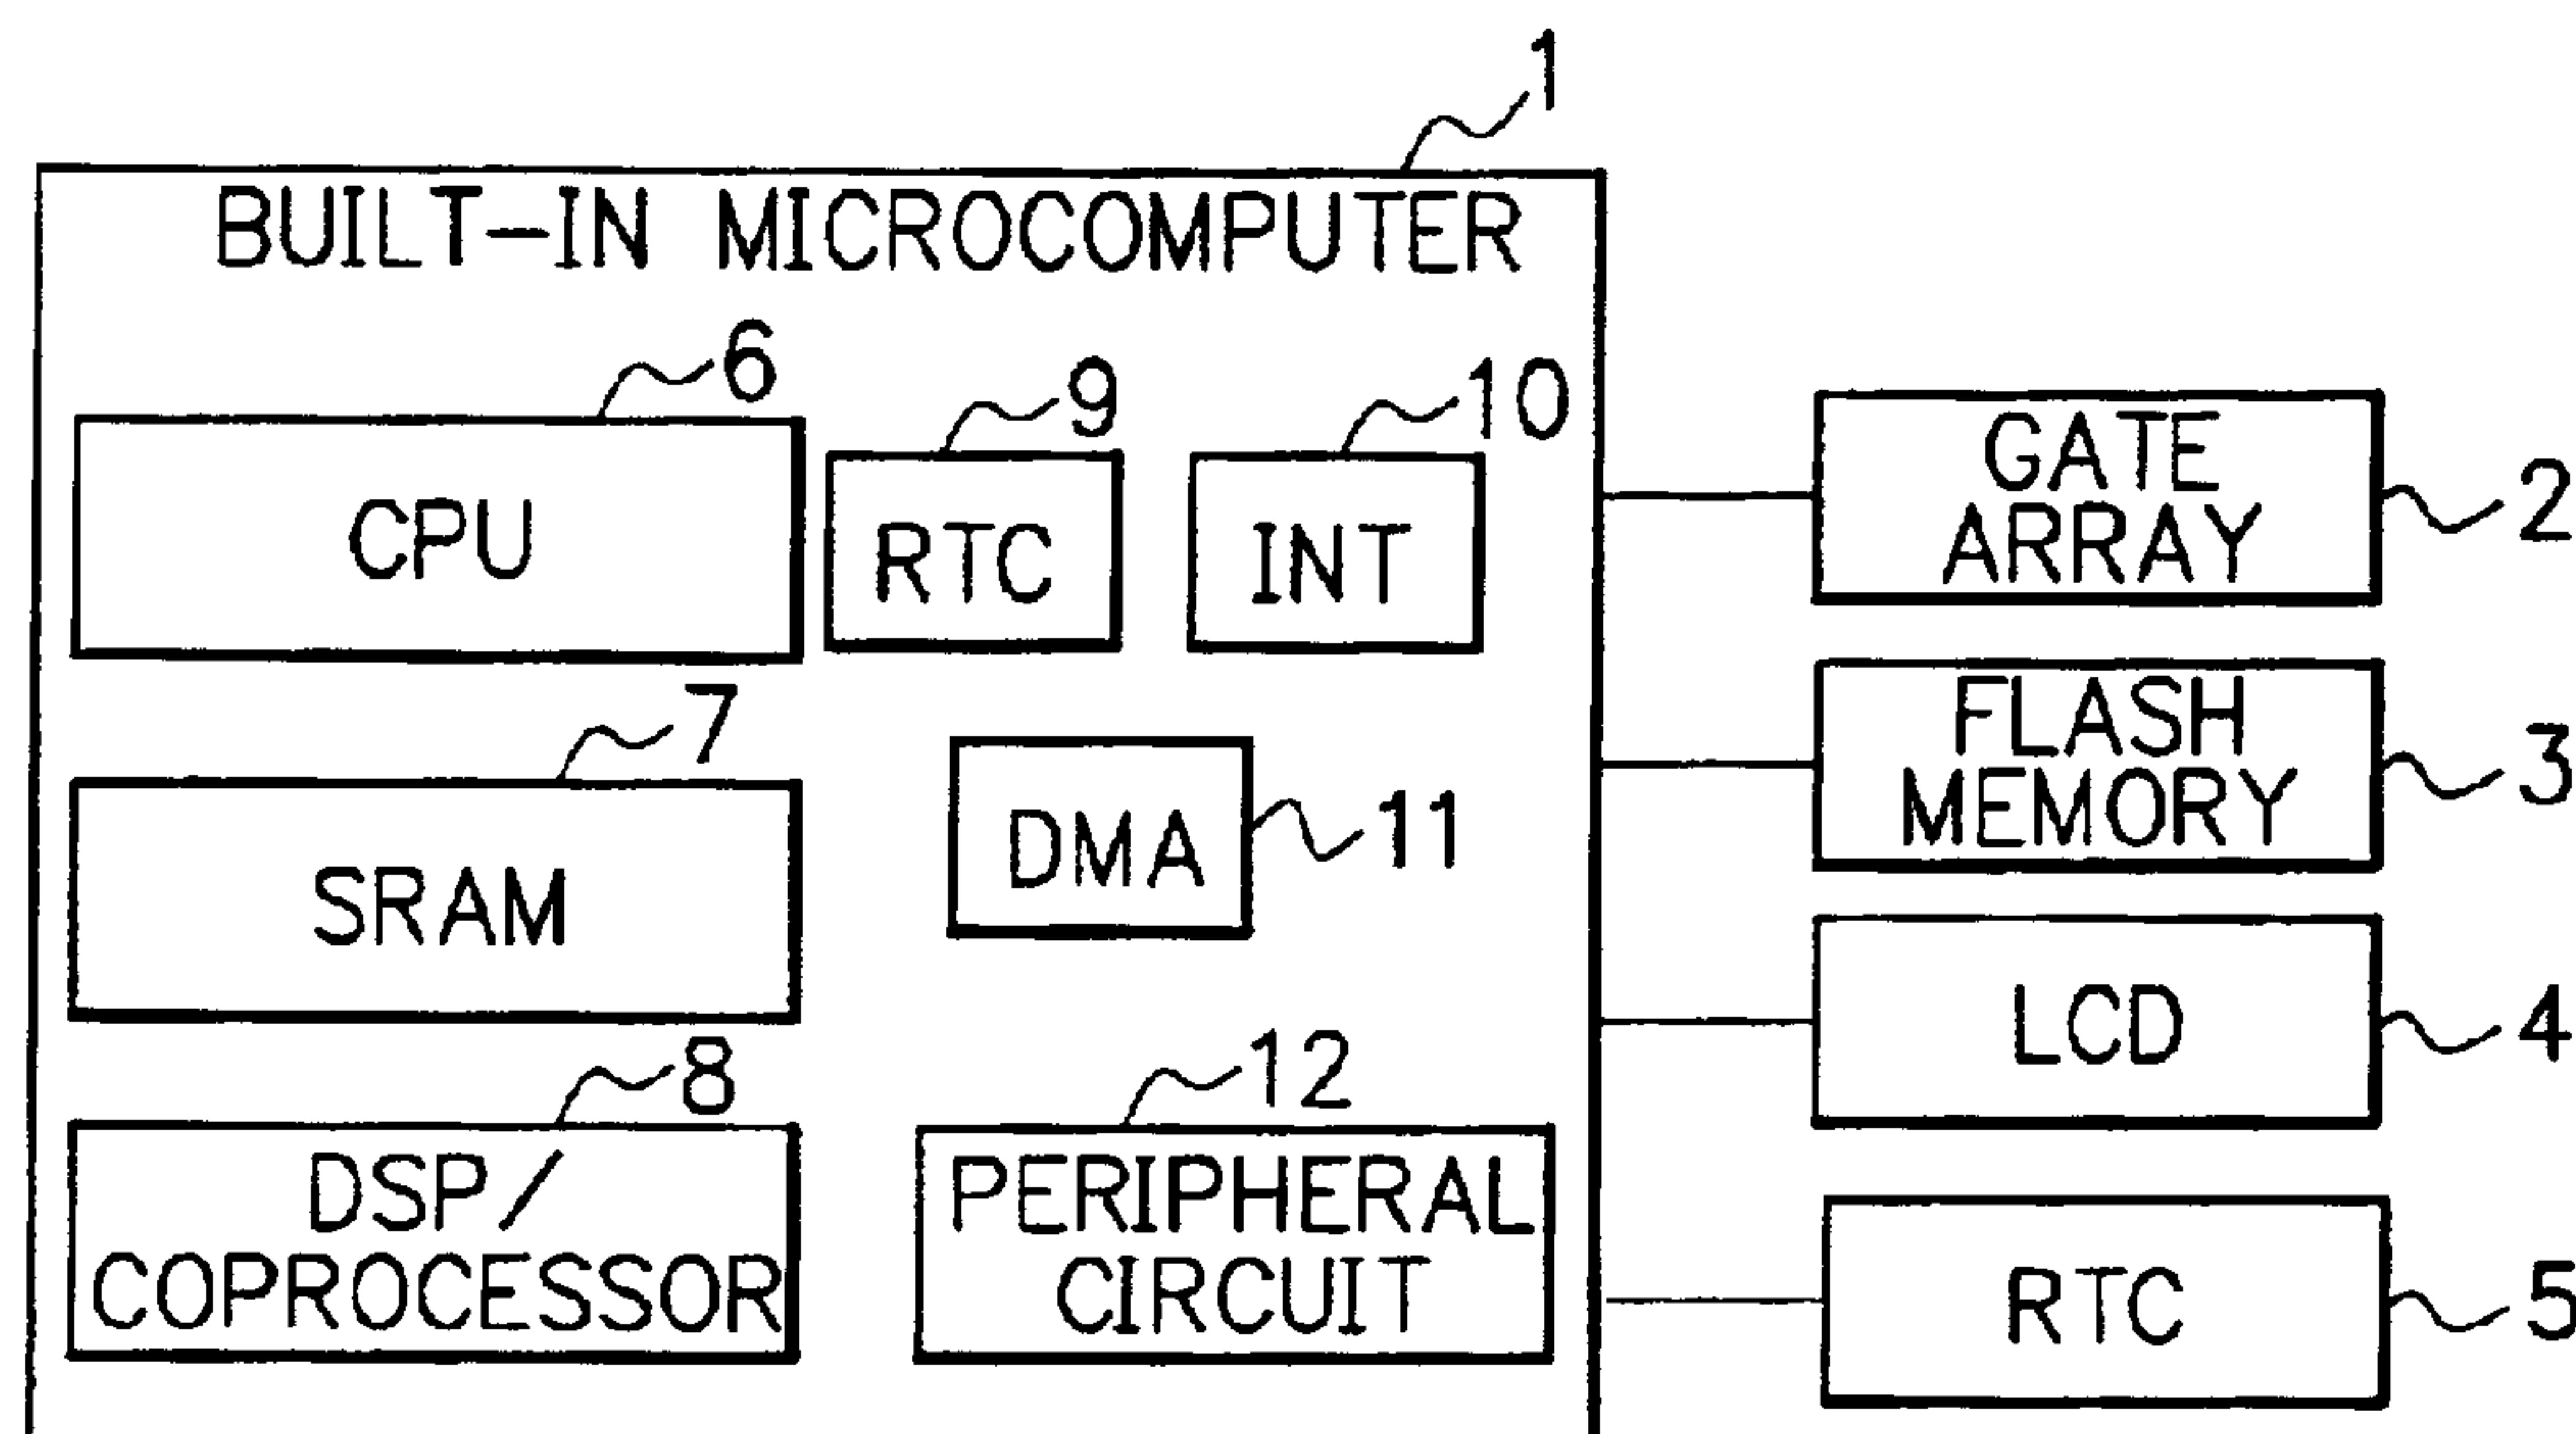 1
BUILT-IN MICROCOMPUTER
6
CPU
9
RTC
10
INT
7
SRAM
DMA
11
8
DSP/
COPROCESSOR
12
PERIPHERAL
CIRCUIT
GATE
ARRAY
2
FLASH
MEMORY
3
LCD
4
RTC
5